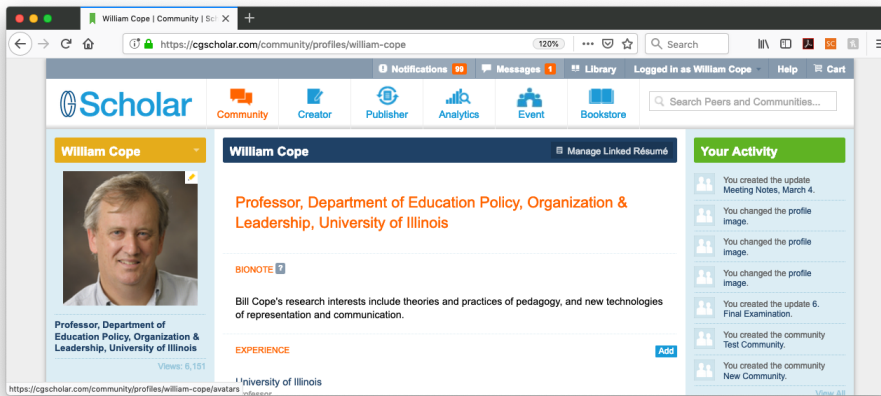 William Cope | Community | Sch
https://cgscholar.com/community/profiles/william-cope
120%
Search
SC
Notifications 99
Messages 1
Library
Logged in as William Cope
Help
Cart
CGScholar
Community
Creator
Publisher
Analytics
Event
Bookstore
Search Peers and Communities...
William Cope
Professor, Department of
Education Policy, Organization &
Leadership, University of Illinois
Views: 6,151
William Cope
Manage Linked Résumé
Professor, Department of Education Policy, Organization &
Leadership, University of Illinois
BIONOTE ?
Bill Cope's research interests include theories and practices of pedagogy, and new technologies
of representation and communication.
EXPERIENCE
Add
University of Illinois
Professor
Your Activity
You created the update
Meeting Notes, March 4.
You changed the profile
image.
You changed the profile
image.
You changed the profile
image.
You created the update 6.
Final Examination.
You created the community
Test Community.
You created the community
New Community.
View All
https://cgscholar.com/community/profiles/william-cope/avatars